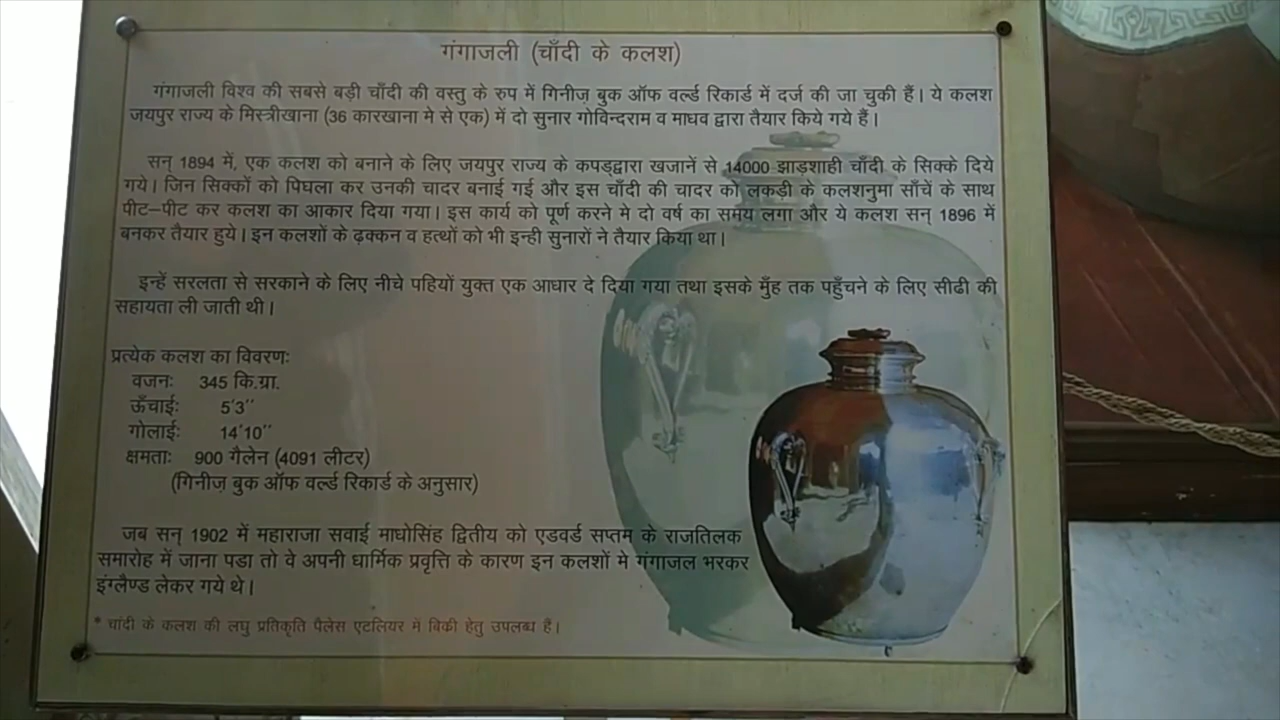 गंगाजली (चाँदी के कलश)
गंगाजली विश्व की सबसे बड़ी चाँदी की वस्तु के रुप में गिनीज़ बुक ऑफ वर्ल्ड रिकार्ड में दर्ज की जा चुकी हैं। ये कलश
जयपुर राज्य के मिस्त्रीखाना (36 कारखाना मे से एक) में दो सुनार गोविन्दराम व माधव द्वारा तैयार किये गये हैं।
सन् 1894 में, एक कलश को बनाने के लिए जयपुर राज्य के कपड्द्वारा खजानें से 14000 झाड़शाही चाँदी के सिक्के दिये
गये। जिन सिक्कों को पिघला कर उनकी चादर बनाई गई और इस चाँदी की चादर को लकड़ी के कलशनुमा साँचें के साथ
पीट–पीट कर कलश का आकार दिया गया। इस कार्य को पूर्ण करने मे दो वर्ष का समय लगा और ये कलश सन् 1896 में
बनकर तैयार हुये। इन कलशों के ढ़क्कन व हत्थों को भी इन्ही सुनारों ने तैयार किया था।
इन्हें सरलता से सरकाने के लिए नीचे पहियों युक्त एक आधार दे दिया गया तथा इसके मुँह तक पहुँचने के लिए सीढी की
सहायता ली जाती थी।
प्रत्येक कलश का विवरणः
वजनः 345 कि.ग्रा.
ऊँचाईः 5'3''
गोलाईः 14'10''
क्षमताः 900 गैलेन (4091 लीटर)
(गिनीज़ बुक ऑफ वर्ल्ड रिकार्ड के अनुसार)
जब सन् 1902 में महाराजा सवाई माधोसिंह द्वितीय को एडवर्ड सप्तम के राजतिलक
समारोह में जाना पडा तो वे अपनी धार्मिक प्रवृत्ति के कारण इन कलशों मे गंगाजल भरकर
इंग्लैण्ड लेकर गये थे।
* चांदी के कलश की लघु प्रतिकृति पैलेस एटलियर में बिकी हेतु उपलब्ध हैं।